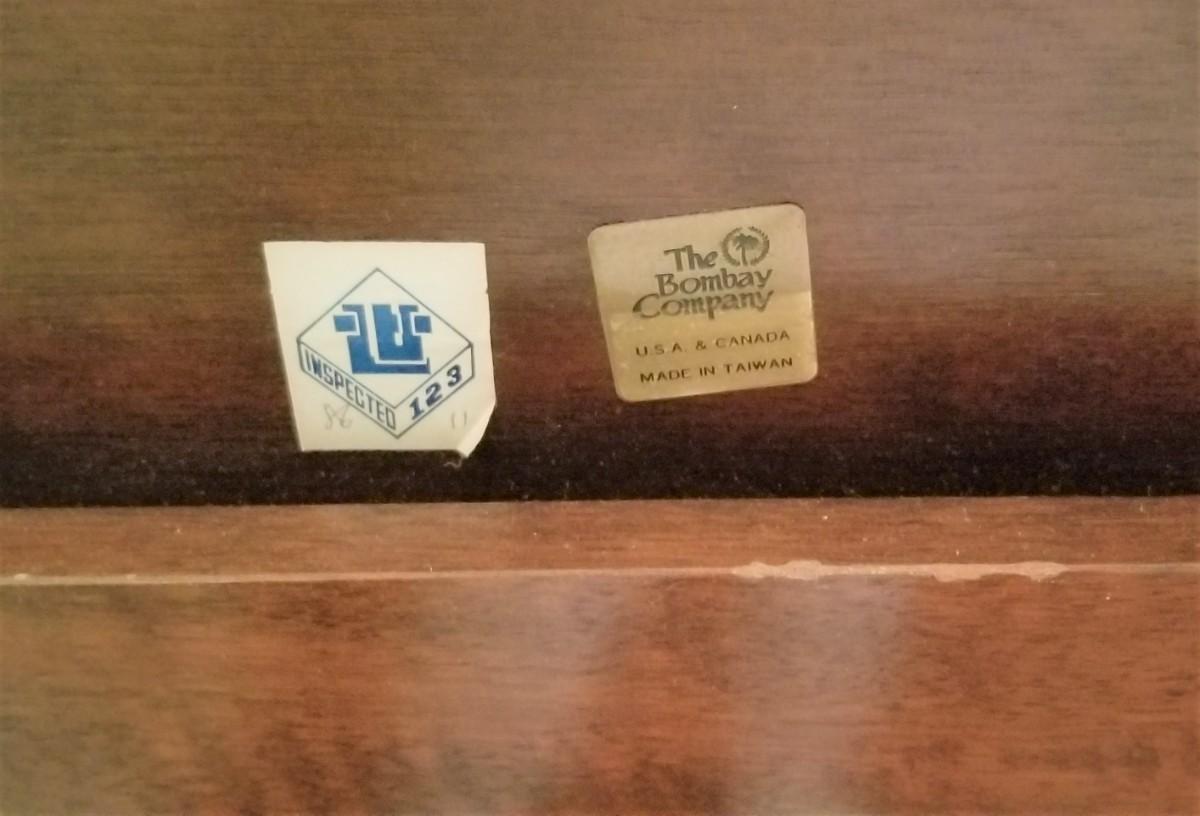 INSPECTED 123
The
Bombay
Company
U.S.A. & CANADA
MADE IN TAIWAN